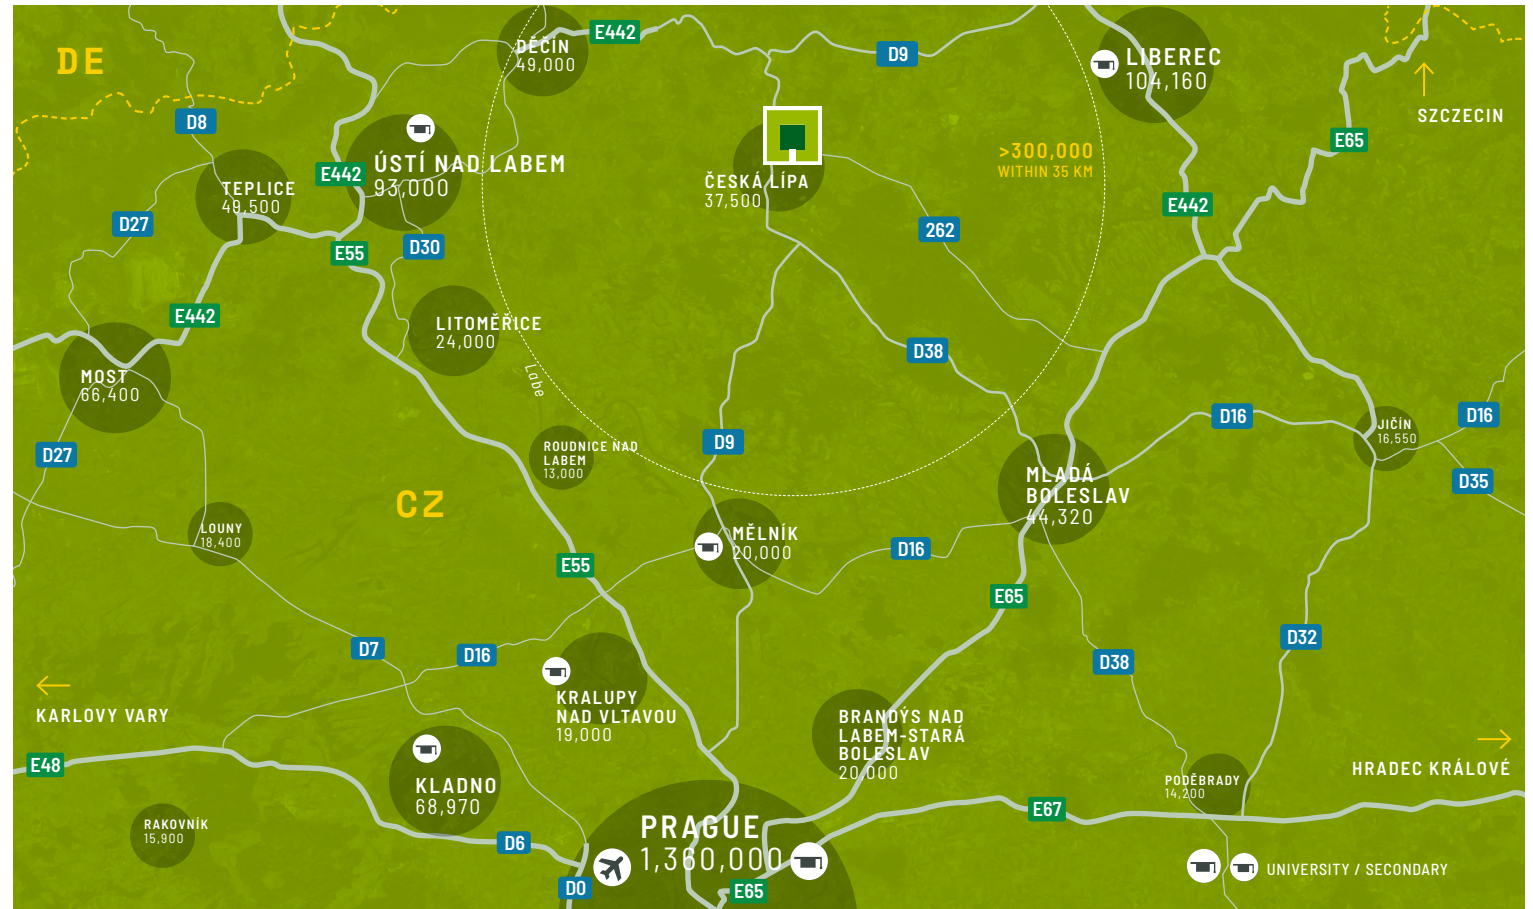 DE
DĚČÍN
49,000
E442
D9
LIBEREC
104,160
SZCZECIN
E65
D8
E442
ÚSTÍ NAD LABEM
93,000
>300,000
WITHIN 35 KM
TEPLICE
49,500
ČESKÁ LÍPA
37,500
E442
D27
E55
D30
262
E442
LITOMĚŘICE
24,000
D38
Labe
MOST
66,400
D16
JIČÍN
16,550
D16
D27
ROUDNICE NAD
LABEM
13,000
D9
MLADÁ
BOLESLAV
44,320
D35
CZ
LOUNY
18,400
MĚLNÍK
20,000
D16
E55
E65
D7
D16
D32
D38
KARLOVY VARY
KRALUPY
NAD VLTAVOU
19,000
BRANDÝS NAD
LABEM-STARÁ
BOLESLAV
20,000
E48
KLADNO
68,970
PODĚBRADY
14,200
HRADEC KRÁLOVÉ
RAKOVNÍK
15,900
D6
PRAGUE
1,360,000
E67
D0
E65
UNIVERSITY / SECONDARY